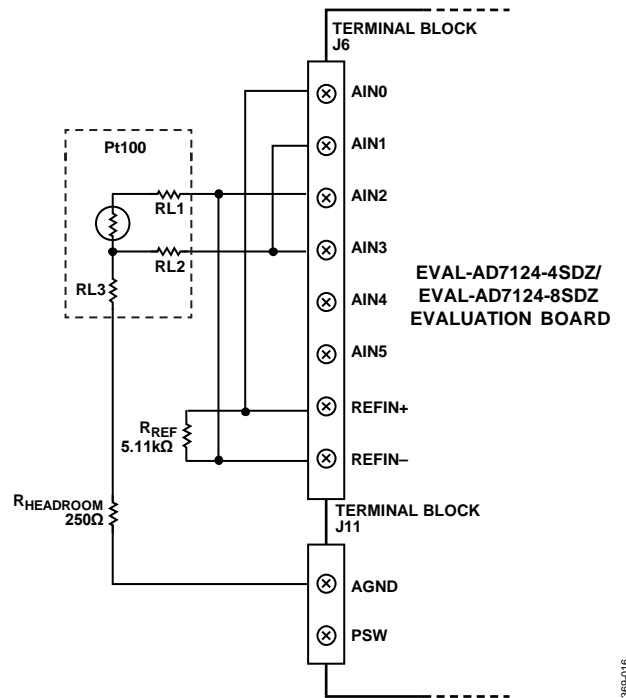 TERMINAL BLOCK
J6
AIN0
AIN1
Pt100
RL1
AIN2
RL2
AIN3
RL3
EVAL-AD7124-4SDZ/
EVAL-AD7124-8SDZ
EVALUATION BOARD
AIN4
AIN5
REFIN+
RREF
5.11kΩ
REFIN–
RHEADROOM
250Ω
TERMINAL BLOCK
J11
AGND
PSW